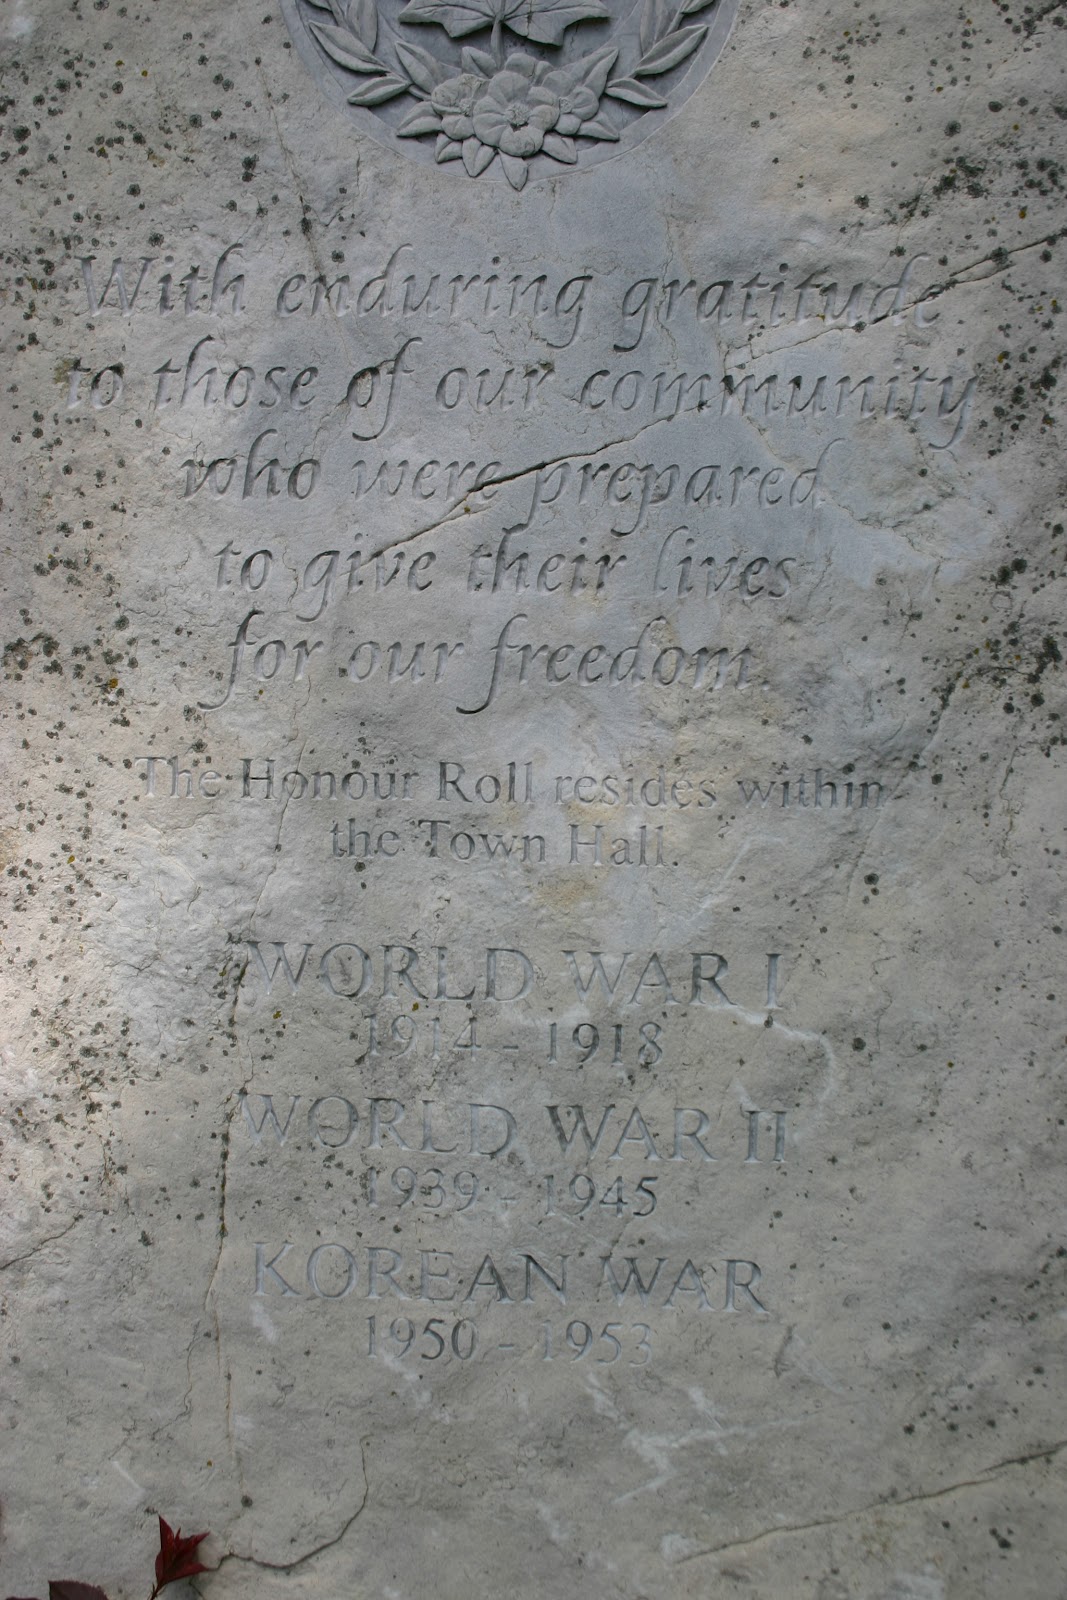 With enduring gratitude
to those of our community
who were prepared
to give their lives
for our freedom.
The Honour Roll resides within
the Town Hall.
WORLD WAR I
1914 - 1918
WORLD WAR II
1939 - 1945
KOREAN WAR
1950 - 1953